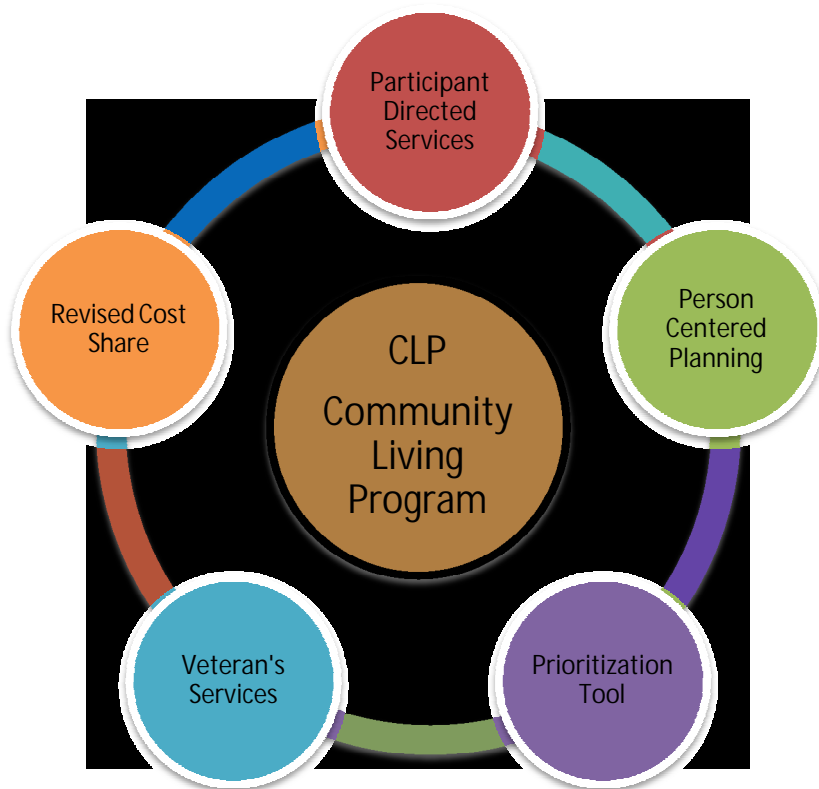 Participant
Directed
Services
Person
Centered
Planning
Prioritization
Tool
Veteran's
Services
Revised Cost
Share
CLP
Community
Living
Program